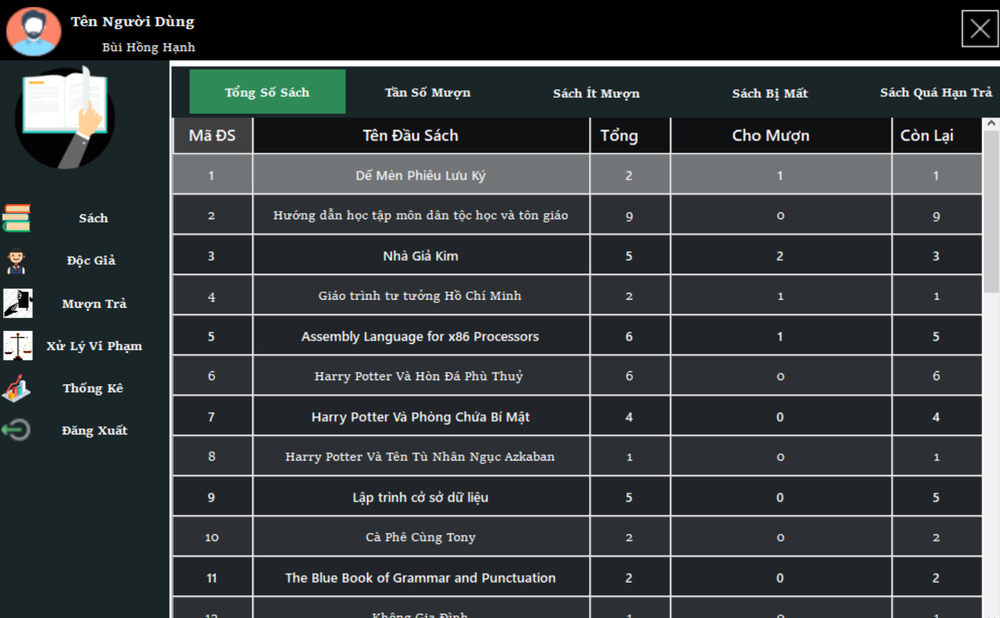 Tên Người Dùng
Bùi Hồng Hạnh
Sách
Độc Giả
Mượn Trả
Xử Lý Vi Phạm
Thống Kê
Đăng Xuất
Tổng Số Sách Tần Số Mượn Sách Ít Mượn Sách Bị Mất Sách Quá Hạn Trả
Mã ĐS Tên Đầu Sách Tổng Cho Mượn Còn Lại
1 Dế Mèn Phiêu Lưu Ký 2 1 1
2 Hướng dẫn học tập môn dân tộc học và tôn giáo 9 0 9
3 Nhà Giả Kim 5 2 3
4 Giáo trình tư tưởng Hồ Chí Minh 2 1 1
5 Assembly Language for x86 Processors 6 1 5
6 Harry Potter Và Hòn Đá Phù Thuỷ 6 0 6
7 Harry Potter Và Phòng Chứa Bí Mật 4 0 4
8 Harry Potter Và Tên Tù Nhân Ngục Azkaban 1 0 1
9 Lập trình cở sở dữ liệu 5 0 5
10 Cà Phê Cùng Tony 2 0 2
11 The Blue Book of Grammar and Punctuation 2 0 2
12 Không Gia Đình 1 0 1